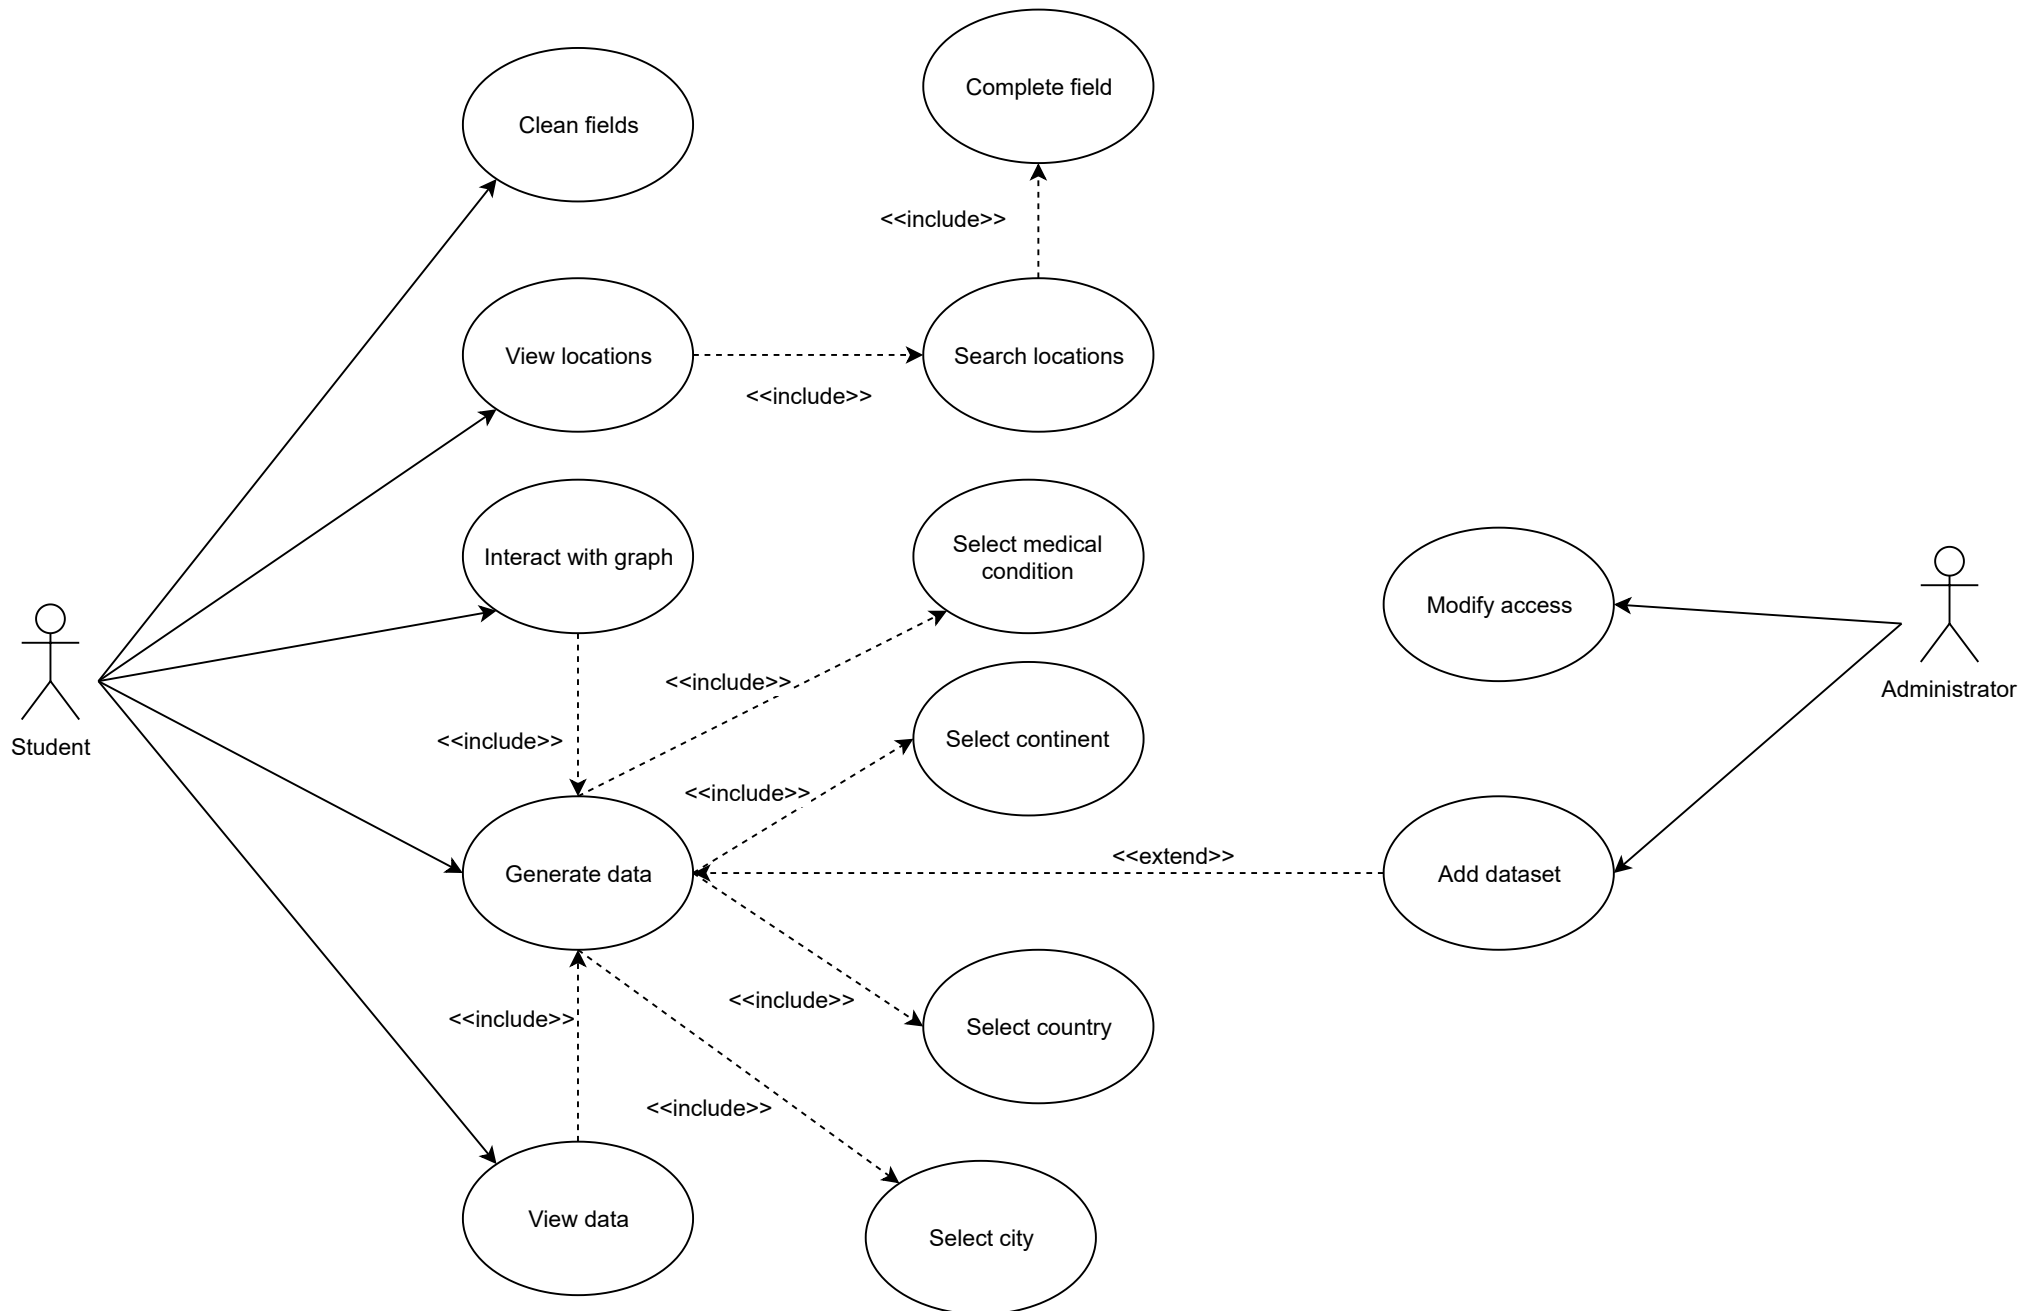 Complete field
Clean fields
<<include>>
View locations
Search locations
<<include>>
Select medical
condition
Interact with graph
Modify access
<<include>>
Administrator
Student
<<include>>
Select continent
<<include>>
<<extend>>
Generate data
Add dataset
<<include>>
<<include>>
Select country
<<include>>
View data
Select city